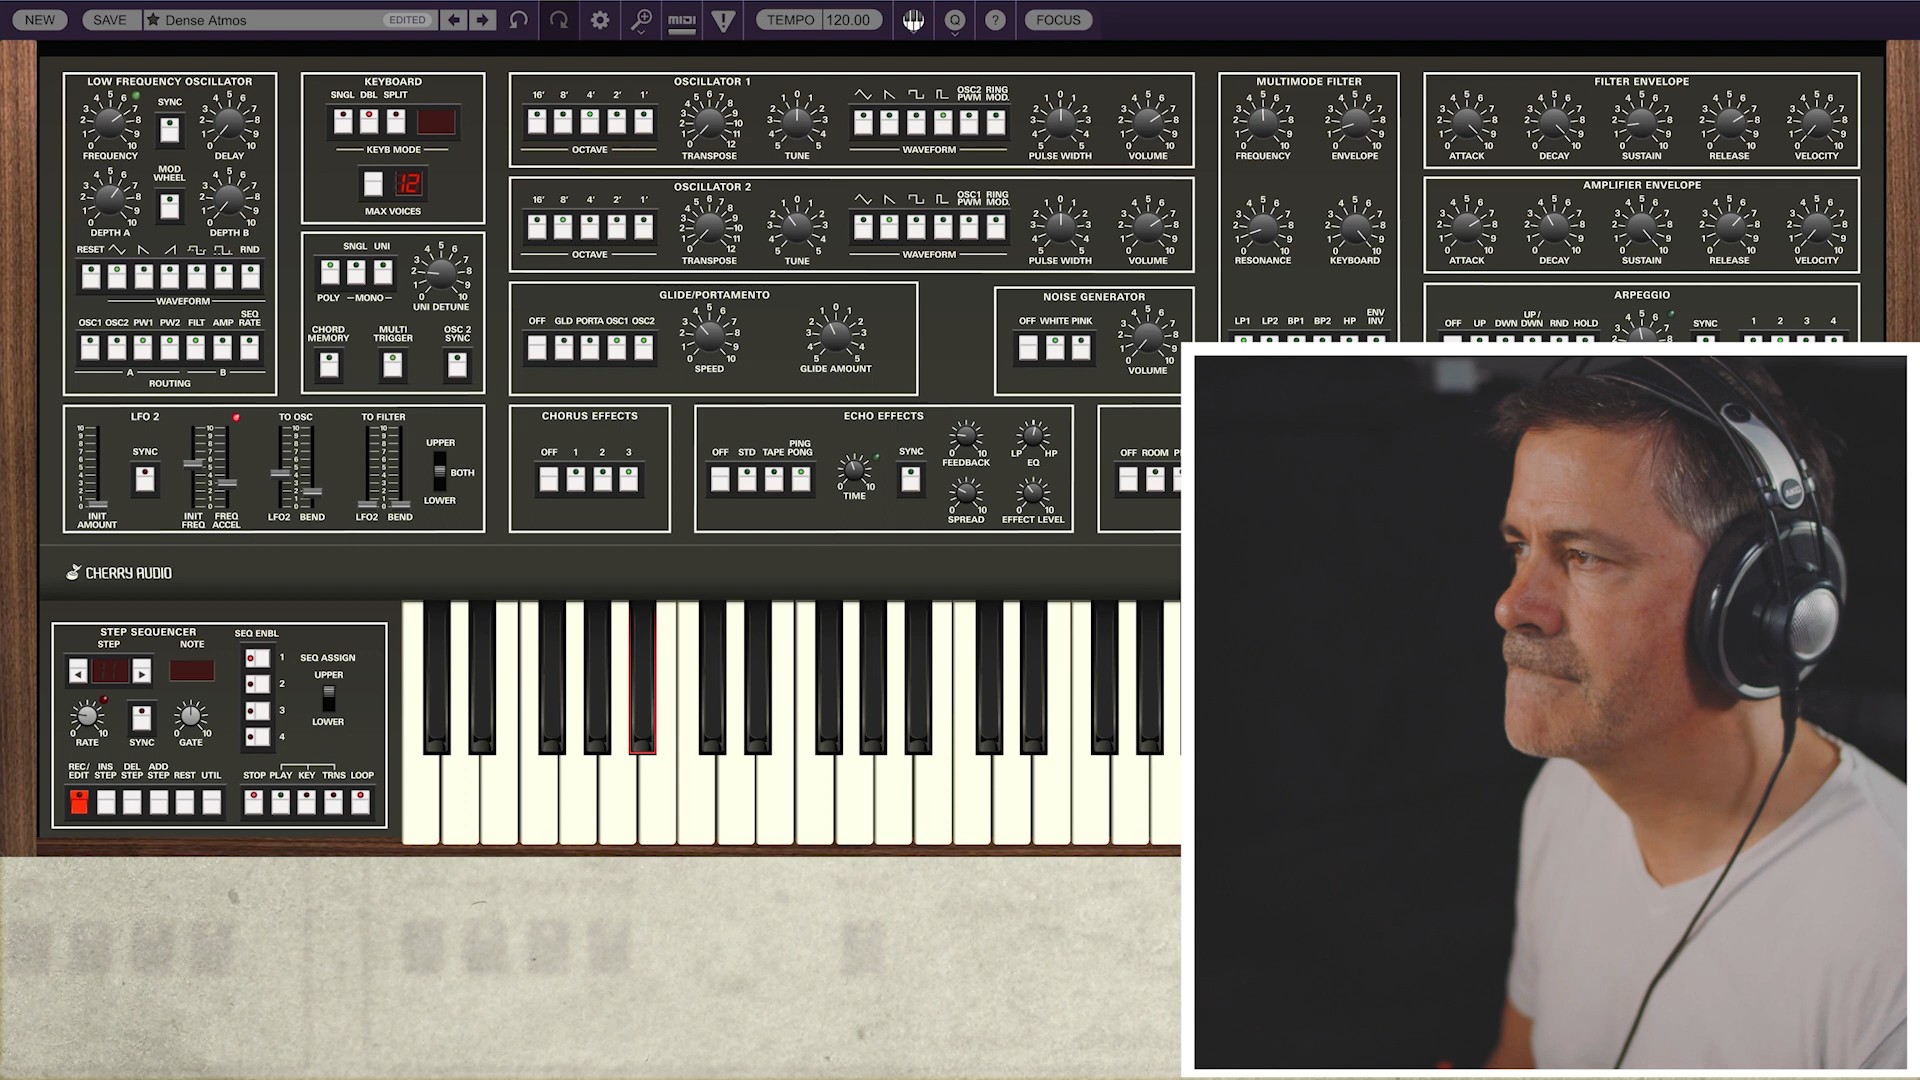 NEW SAVE Dense Atmos EDITED TEMPO 120.00 Q ? FOCUS
MIDI
LOW FREQUENCY OSCILLATOR
SYNC
FREQUENCY DELAY
MOD
WHEEL
DEPTH A DEPTH B
RESET RND
WAVEFORM
OSC1 OSC2 PW1 PW2 FILT AMP SEQ RATE
A B
ROUTING
KEYBOARD
SNGL DBL SPLIT
KEYB MODE
12
MAX VOICES
SNGL UNI
POLY —MONO—
UNI DETUNE
CHORD MEMORY MULTI TRIGGER OSC 2 SYNC
OSCILLATOR 1
16' 8' 4' 2' 1' OSC2 PWM RING MOD.
OCTAVE TRANSPOSE TUNE WAVEFORM PULSE WIDTH VOLUME
OSCILLATOR 2
16' 8' 4' 2' 1' OSC1 PWM RING MOD.
OCTAVE TRANSPOSE TUNE WAVEFORM PULSE WIDTH VOLUME
GLIDE/PORTAMENTO
OFF GLD PORTA OSC1 OSC2
SPEED GLIDE AMOUNT
NOISE GENERATOR
OFF WHITE PINK
VOLUME
MULTIMODE FILTER
FREQUENCY ENVELOPE
RESONANCE KEYBOARD
LP1 LP2 BP1 BP2 HP ENV INV
FILTER ENVELOPE
ATTACK DECAY SUSTAIN RELEASE VELOCITY
AMPLIFIER ENVELOPE
ATTACK DECAY SUSTAIN RELEASE VELOCITY
ARPEGGIO
OFF UP DWN UP/DWN RND HOLD SYNC 1 2 3 4
LFO 2 TO OSC TO FILTER
SYNC
UPPER
BOTH
LOWER
INIT AMOUNT INIT FREQ FREQ ACCEL LFO2 BEND LFO2 BEND
CHORUS EFFECTS
OFF 1 2 3
ECHO EFFECTS
OFF STD TAPE PING PONG SYNC
TIME
FEEDBACK LP HP EQ
SPREAD EFFECT LEVEL
OFF ROOM
CHERRY AUDIO
STEP SEQUENCER
STEP NOTE SEQ ENBL
1
2
3
4
SEQ ASSIGN
UPPER
LOWER
RATE SYNC GATE
REC/EDIT INS STEP DEL STEP ADD STEP REST UTIL STOP PLAY KEY TRNS LOOP
AKG